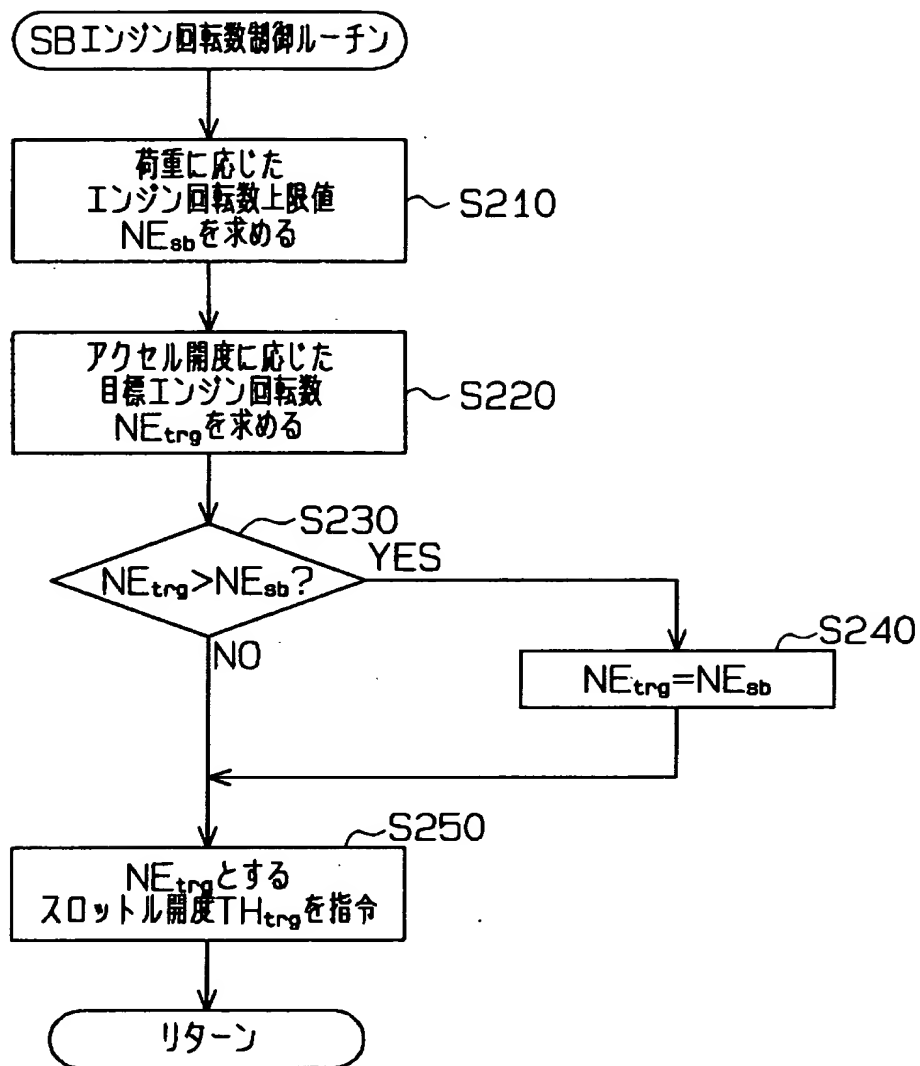 SBエンジン回転数制御ルーチン
荷重に応じた
エンジン回転数上限値
NEsbを求める
S210
アクセル開度に応じた
目標エンジン回転数
NEtrgを求める
S220
S230
NEtrg>NEsb?
YES
NO
S240
NEtrg=NEsb
S250
NEtrgとする
スロットル開度THtrgを指令
リターン